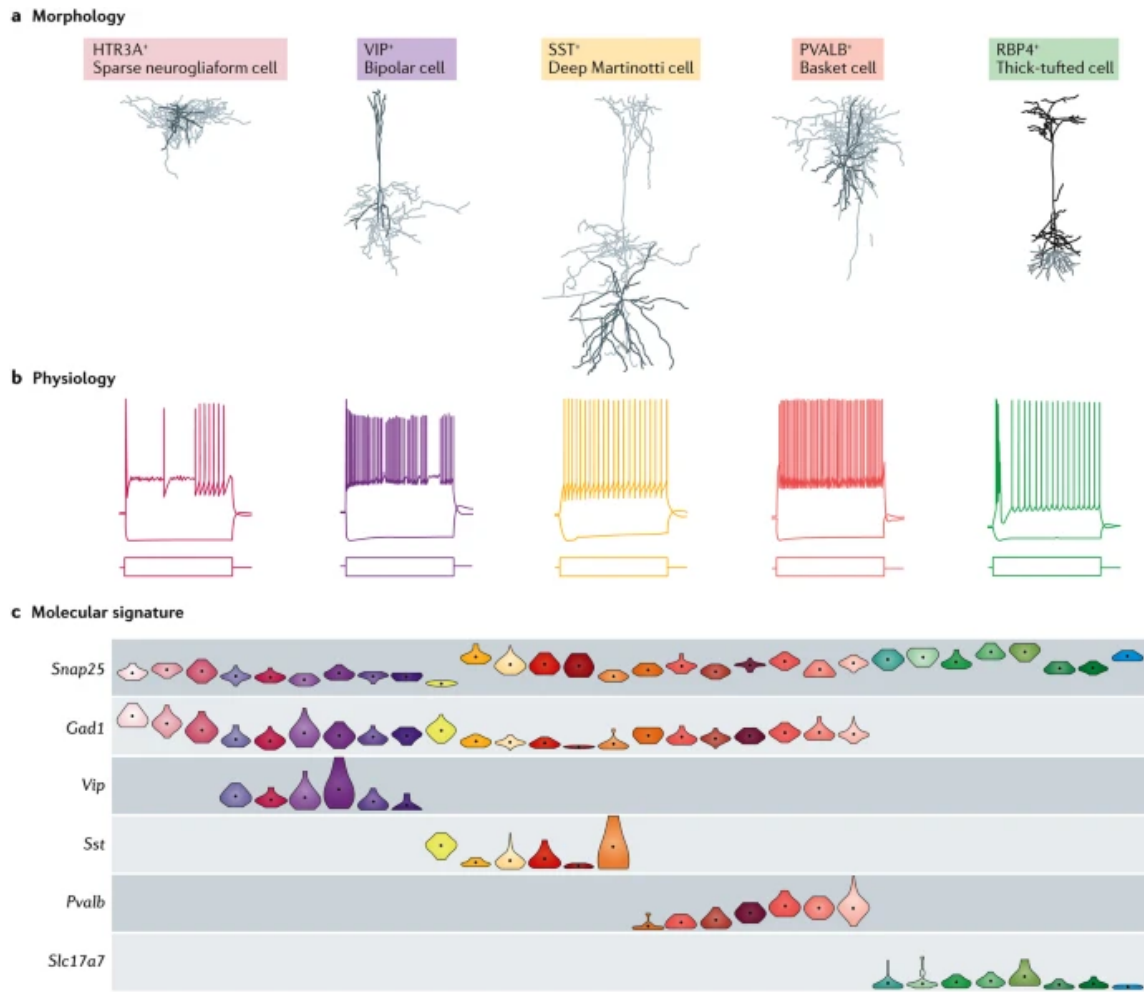 a Morphology
HTR3A⁺
Sparse neurogliaform cell
VIP⁺
Bipolar cell
SST⁺
Deep Martinotti cell
PVALB⁺
Basket cell
RBP4⁺
Thick-tufted cell
b Physiology
c Molecular signature
Snap25
Gad1
Vip
Sst
Pvalb
Slc17a7